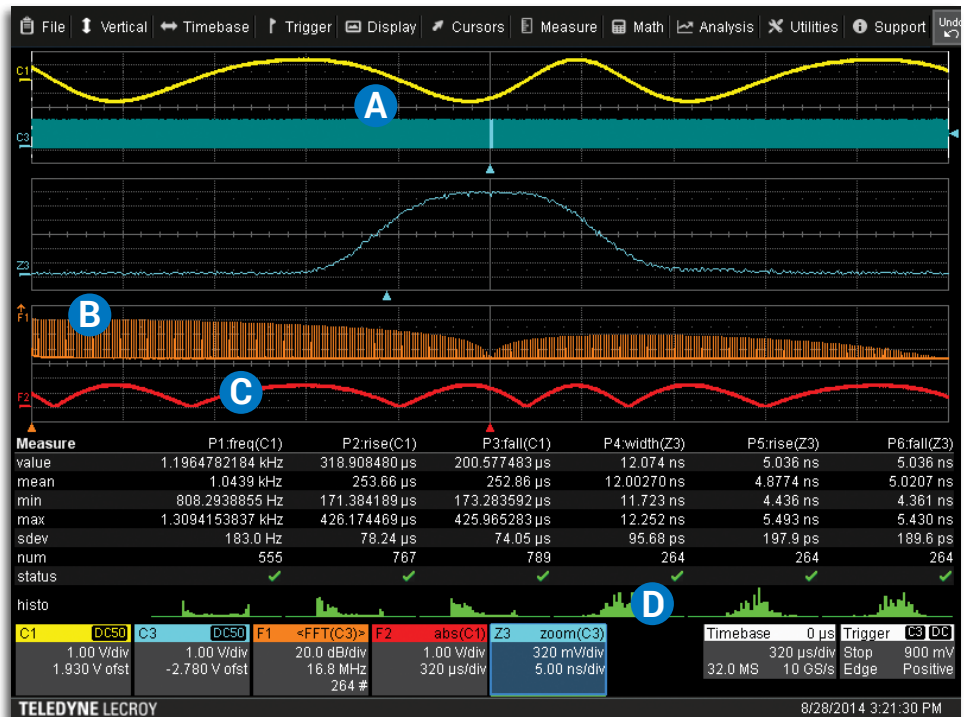 File Vertical Timebase Trigger Display Cursors Measure Math Analysis Utilities Support Undo
C1
A
C3
Z3
F1
B
C
F2
Measure P1:freq(C1) P2:rise(C1) P3:fall(C1) P4:width(Z3) P5:rise(Z3) P6:fall(Z3)
value 1.1964782184 kHz 318.908480 µs 200.577483 µs 12.074 ns 5.036 ns 5.036 ns
mean 1.0439 kHz 253.66 µs 252.86 µs 12.00270 ns 4.8774 ns 5.0207 ns
min 808.2938855 Hz 171.384189 µs 173.283592 µs 11.723 ns 4.436 ns 4.361 ns
max 1.3094153837 kHz 426.174469 µs 425.965283 µs 12.252 ns 5.493 ns 5.430 ns
sdev 183.0 Hz 78.24 µs 74.05 µs 95.68 ps 197.9 ps 189.6 ps
num 555 767 789 264 264 264
status
histo
D
C1 DC50 C3 DC50 F1 <FFT(C3)> F2 abs(C1) Z3 zoom(C3) Timebase 0 µs Trigger C3 DC
1.00 V/div 1.00 V/div 20.0 dB/div 1.00 V/div 320 mV/div 320 µs/div Stop 900 mV
1.930 V ofst -2.780 V ofst 16.8 MHz 320 µs/div 5.00 ns/div 32.0 MS 10 GS/s Edge Positive
264 #
TELEDYNE LECROY 8/28/2014 3:21:30 PM